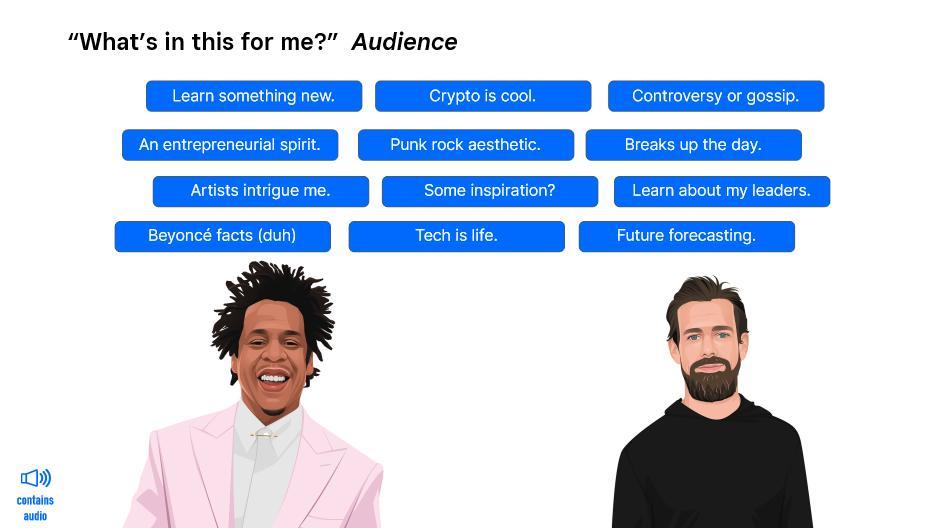 “What’s in this for me?” Audience
Learn something new.
Crypto is cool.
Controversy or gossip.
An entrepreneurial spirit.
Punk rock aesthetic.
Breaks up the day.
Artists intrigue me.
Some inspiration?
Learn about my leaders.
Beyoncé facts (duh)
Tech is life.
Future forecasting.
contains
audio